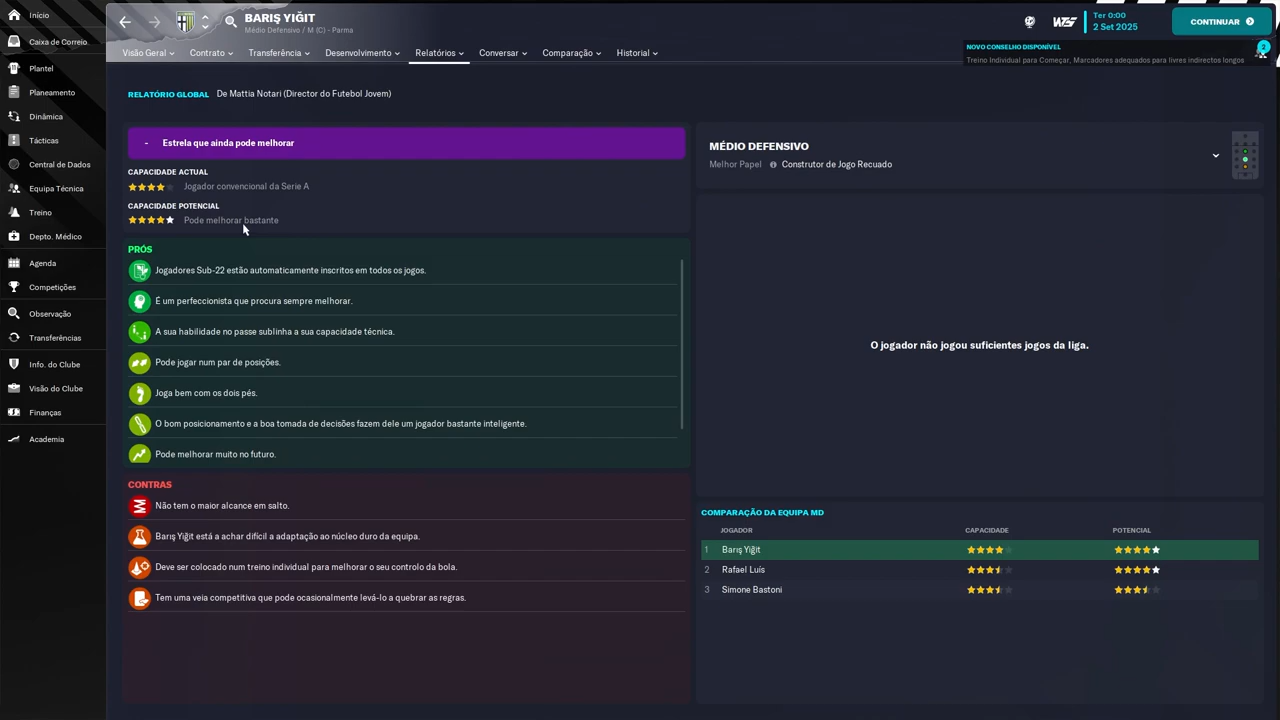 Início
Caixa de Correio
Plantel
Planeamento
Dinâmica
Tácticas
Central de Dados
Equipa Técnica
Treino
Depto. Médico
Agenda
Competições
Observação
Transferências
Info. do Clube
Visão do Clube
Finanças
Academia
BARIŞ YIĞIT
Médio Defensivo / M (C) - Parma
Ter 0:00
2 Set 2025
CONTINUAR
Visão Geral
Contrato
Transferência
Desenvolvimento
Relatórios
Conversar
Comparação
Historial
NOVO CONSELHO DISPONÍVEL
Treino Individual para Começar, Marcadores adequados para livres indirectos longos
2
RELATÓRIO GLOBAL De Mattia Notari (Director do Futebol Jovem)
- Estrela que ainda pode melhorar
CAPACIDADE ACTUAL
Jogador convencional da Serie A
CAPACIDADE POTENCIAL
Pode melhorar bastante
PRÓS
Jogadores Sub-22 estão automaticamente inscritos em todos os jogos.
É um perfeccionista que procura sempre melhorar.
A sua habilidade no passe sublinha a sua capacidade técnica.
Pode jogar num par de posições.
Joga bem com os dois pés.
O bom posicionamento e a boa tomada de decisões fazem dele um jogador bastante inteligente.
Pode melhorar muito no futuro.
CONTRAS
Não tem o maior alcance em salto.
Barış Yiğit está a achar difícil a adaptação ao núcleo duro da equipa.
Deve ser colocado num treino individual para melhorar o seu controlo da bola.
Tem uma veia competitiva que pode ocasionalmente levá-lo a quebrar as regras.
MÉDIO DEFENSIVO
Melhor Papel Construtor de Jogo Recuado
O jogador não jogou suficientes jogos da liga.
COMPARAÇÃO DA EQUIPA MD
JOGADOR CAPACIDADE POTENCIAL
1 Barış Yiğit
2 Rafael Luís
3 Simone Bastoni